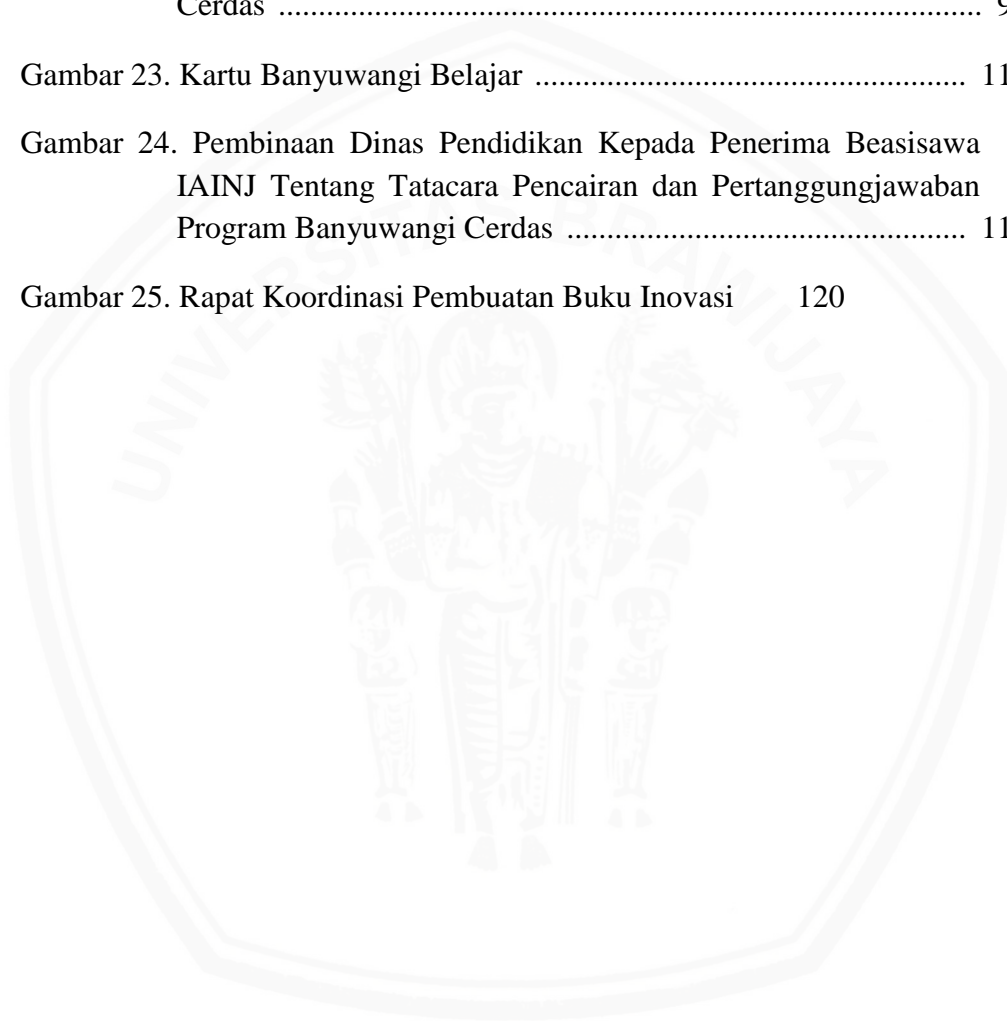 Cerdas .......................................................................................... 9
Gambar 23. Kartu Banyuwangi Belajar ....................................................... 11
Gambar 24. Pembinaan Dinas Pendidikan Kepada Penerima Beasisawa
IAINJ Tentang Tatacara Pencairan dan Pertanggungjawaban
Program Banyuwangi Cerdas ................................................... 11
Gambar 25. Rapat Koordinasi Pembuatan Buku Inovasi 120
UNIVERSITAS BRAWIJAYA